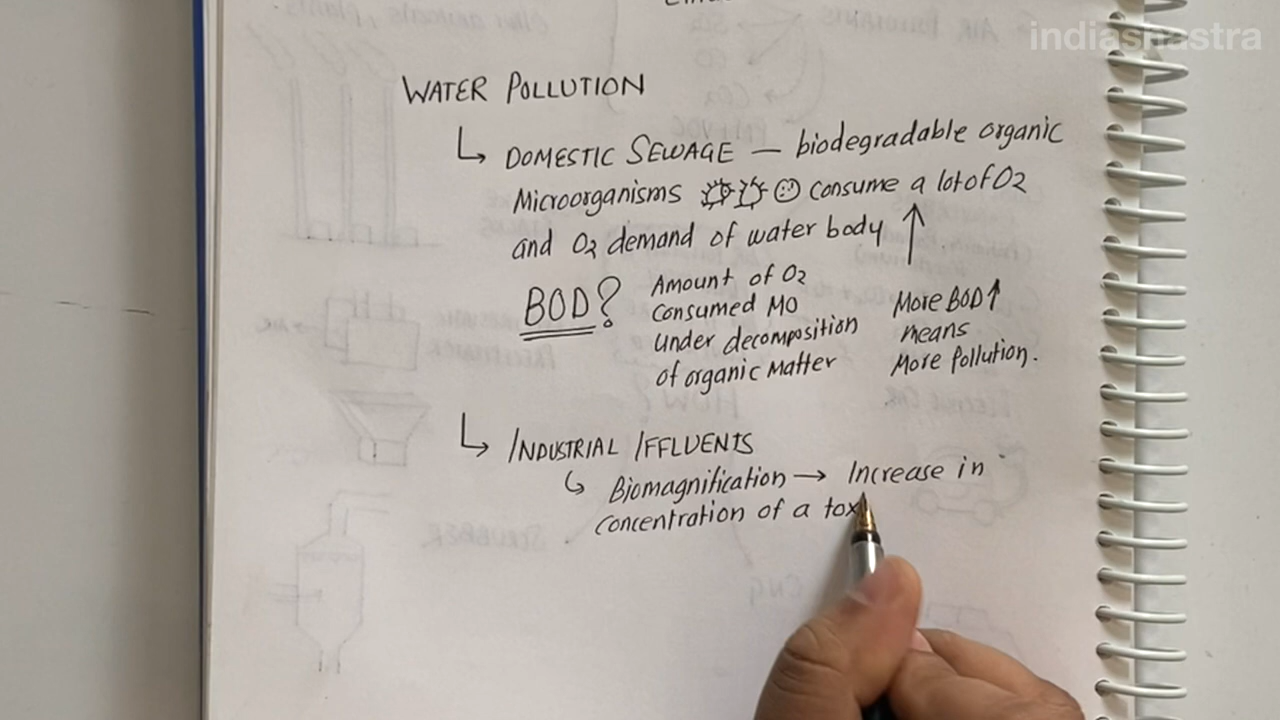 indiashastra
WATER POLLUTION
↳ DOMESTIC SEWAGE — biodegradable organic
Microorganisms consume a lot of O2
and O2 demand of water body ↑
BOD? Amount of O2
Consumed MO
Under decomposition
of organic Matter
More BOD↑
means
More Pollution.
↳ INDUSTRIAL IFFLUENTS
↳ Biomagnification → Increase in
Concentration of a tox